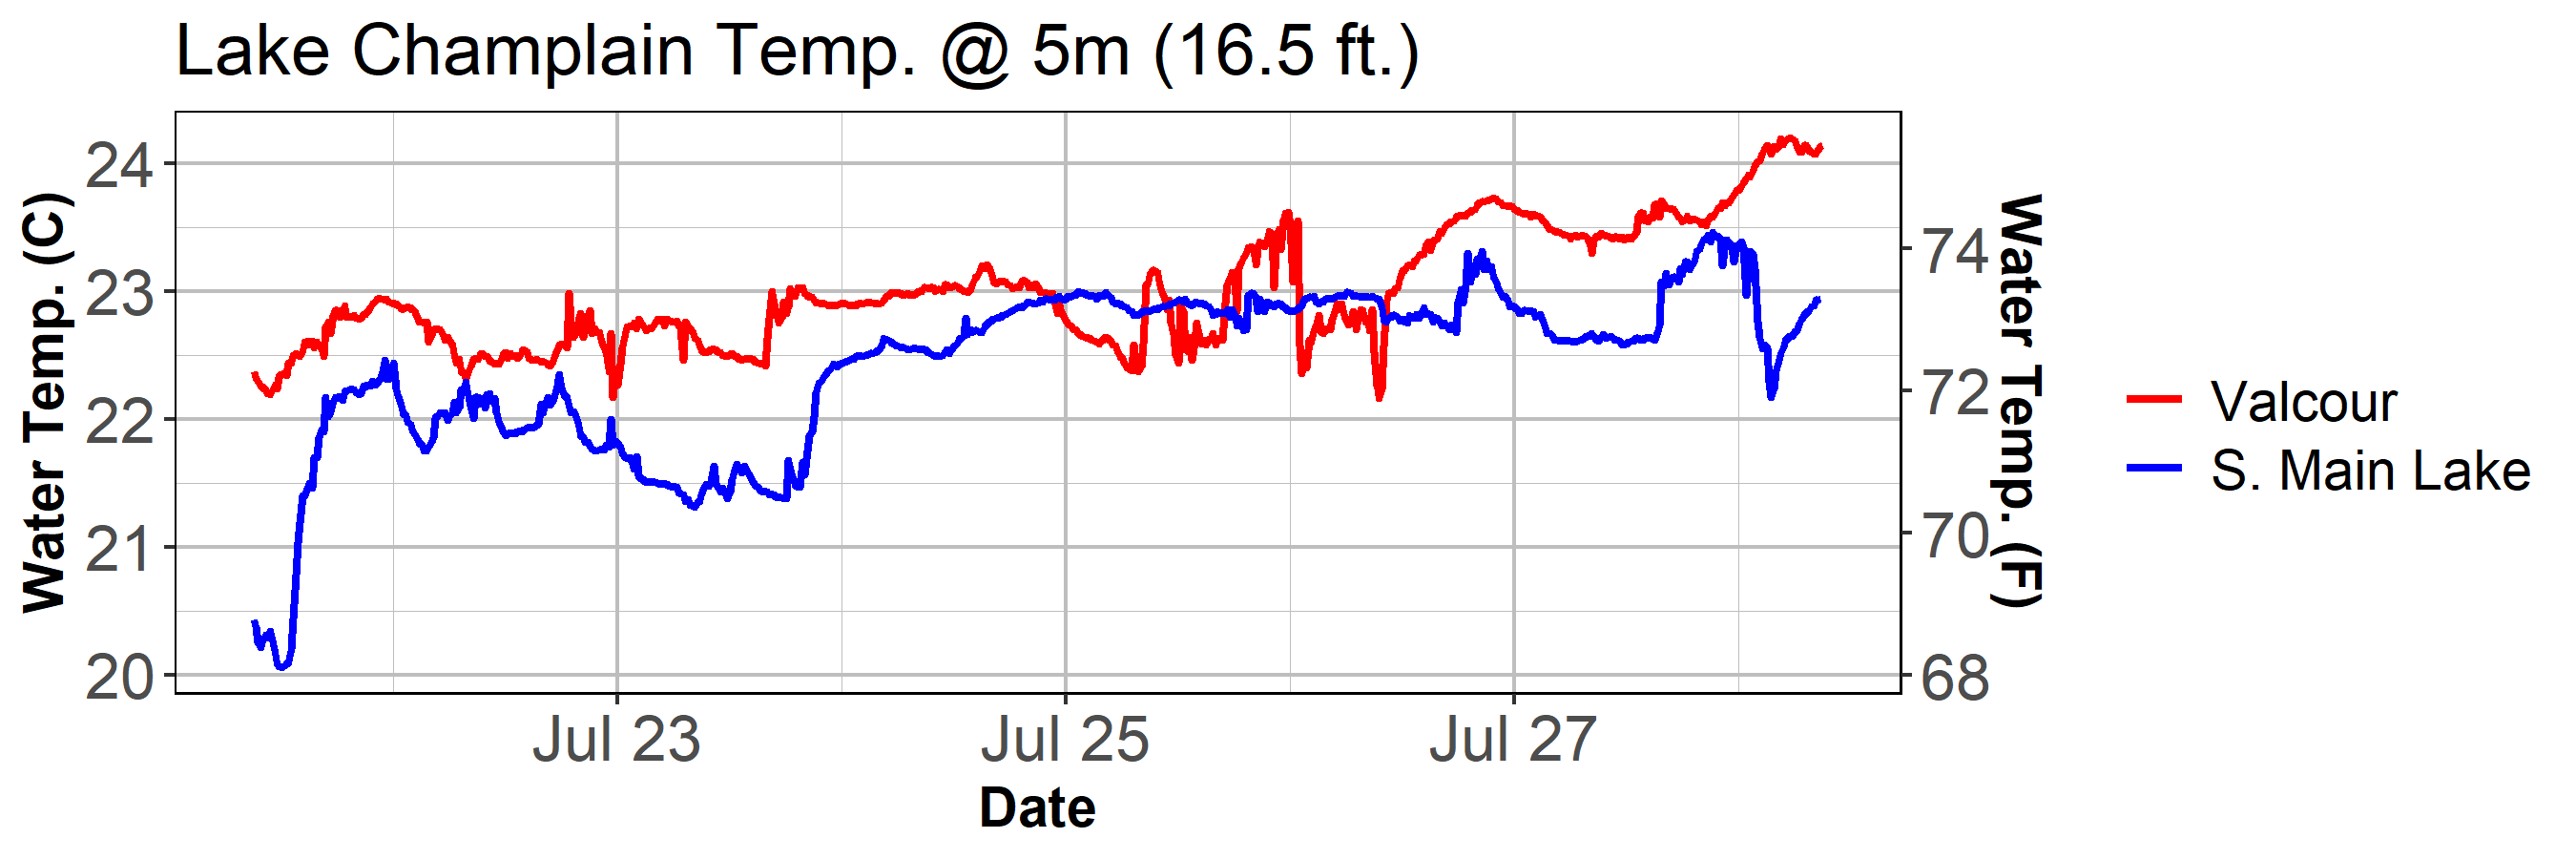 Lake Champlain Temp. @ 5m (16.5 ft.)
Water Temp. (C)
24
23
22
21
20
Water Temp. (F)
74
72
70
68
Jul 23
Jul 25
Jul 27
Date
Valcour
S. Main Lake